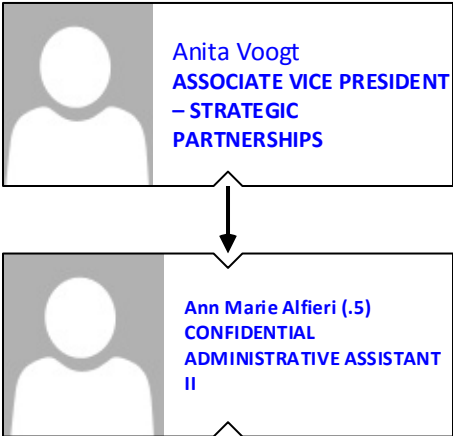 Anita Voogt
ASSOCIATE VICE PRESIDENT
– STRATEGIC
PARTNERSHIPS
Ann Marie Alfieri (.5)
CONFIDENTIAL
ADMINISTRATIVE ASSISTANT
II